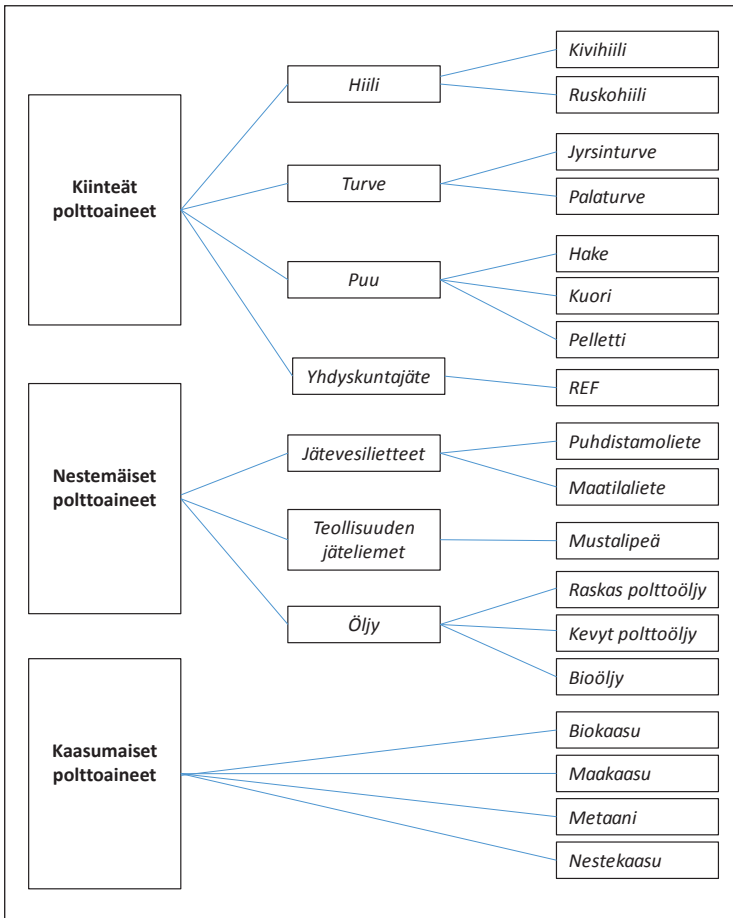 Kiinteät
polttoaineet
Hiili
Kivihiili
Ruskohiili
Turve
Jyrsinturve
Palaturve
Puu
Hake
Kuori
Pelletti
Yhdyskuntajäte
REF
Nestemäiset
polttoaineet
Jätevesilietteet
Puhdistamoliete
Maatilaliete
Teollisuuden
jäteliemet
Mustalipeä
Öljy
Raskas polttoöljy
Kevyt polttoöljy
Bioöljy
Kaasumaiset
polttoaineet
Biokaasu
Maakaasu
Metaani
Nestekaasu